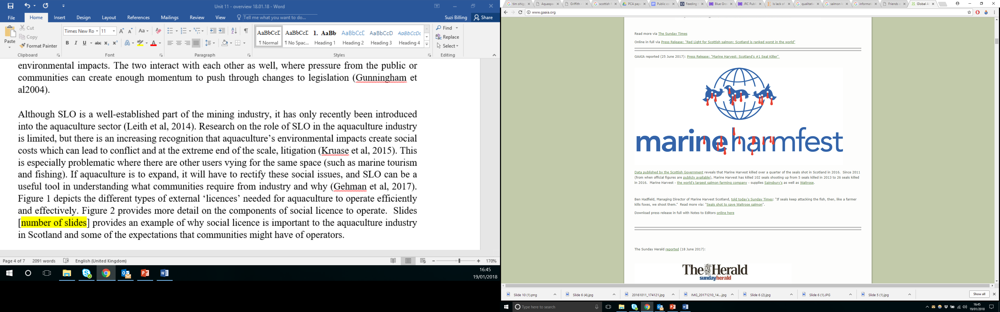 Unit 11 - overview 18.01.18 - Word
File Home Insert Design Layout References Mailings Review View Tell me what you want to do... Suzi Billing Share
Paste
Cut
Copy
Format Painter
Clipboard
Times New Ro 11
Font
Paragraph
AaBbCcI AaBbCcI 1. AaBb AaBbCcD AaBbCcD AaBbCcDc
¶ Normal ¶ No Spac... Heading 1 Heading 2 Heading 3 Heading 4
Styles
Find
Replace
Select
Editing
environmental impacts. The two interact with each other as well, where pressure from the public or
communities can create enough momentum to push through changes to legislation (Gunningham et
al2004).
Although SLO is a well-established part of the mining industry, it has only recently been introduced
into the aquaculture sector (Leith et al, 2014). Research on the role of SLO in the aquaculture industry
is limited, but there is an increasing recognition that aquaculture’s environmental impacts create social
costs which can lead to conflict and at the extreme end of the scale, litigation (Kruase et al, 2015). This
is especially problematic where there are other users vying for the same space (such as marine tourism
and fishing). If aquaculture is to expand, it will have to rectify these social issues, and SLO can be a
useful tool in understanding what communities require from industry and why (Gehman et al, 2017).
Figure 1 depicts the different types of external ‘licences’ needed for aquaculture to operate efficiently
and effectively. Figure 2 provides more detail on the components of social licence to operate.  Slides
[number of slides] provides an example of why social licence is important to the aquaculture industry
in Scotland and some of the expectations that communities might have of operators.
Page 4 of 7 2091 words English (United Kingdom) 170%
16:45
19/01/2018
tim ohig Aquaspa Griffith - scottish f PCA pape Public co Feeding Blue Gro JRC Publ Is lack of qualitativ salmon informat Friends o Global A
www.gaaia.org
Read more via The Sunday Times
Online in full via Press Release: "Red Light for Scottish salmon: Scotland is ranked worst in the world"
GAAIA reported (25 June 2017): Press Release: "Marine Harvest: Scotland's #1 Seal Killer"
marine harmfest
Data published by the Scottish Government reveals that Marine Harvest killed over a quarter of the seals shot in Scotland in 2016.  Since 2011
(from when official figures are publicly available), Marine Harvest has killed 102 seals shooting up from 5 seals killed in 2013 to 26 seals killed
in 2016.  Marine Harvest - the world's largest salmon farming company - supplies Sainsbury's as well as Waitrose.
Ben Hadfield, Managing Director of Marine Harvest Scotland, told today's Sunday Times: "If seals keep attacking the fish, then, like a farmer
kills foxes, we shoot them."  Read more via: "Seals shot to save Waitrose salmon".
Download press release in full with Notes to Editors online here
The Sunday Herald reported (18 June 2017):
The Herald
sundayherald
Slide 10 (1).png Slide 6 (4).jpg 20161011_174121.jpg IMG_20171210_14....jpg Slide 6 (2).jpg Slide 6 (1).JPG Slide 5 (1).jpg Show all
Type here to search
16:45
19/01/2018